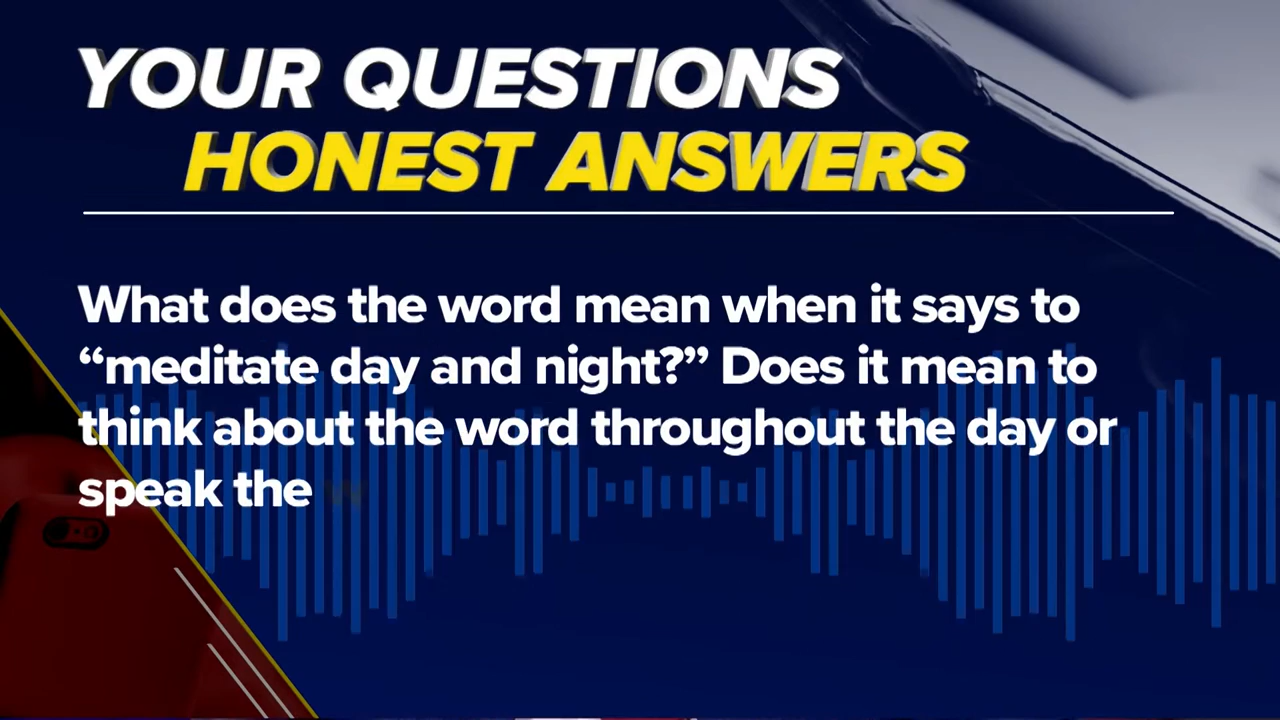 YOUR QUESTIONS
HONEST ANSWERS
What does the word mean when it says to
“meditate day and night?” Does it mean to
think about the word throughout the day or
speak the